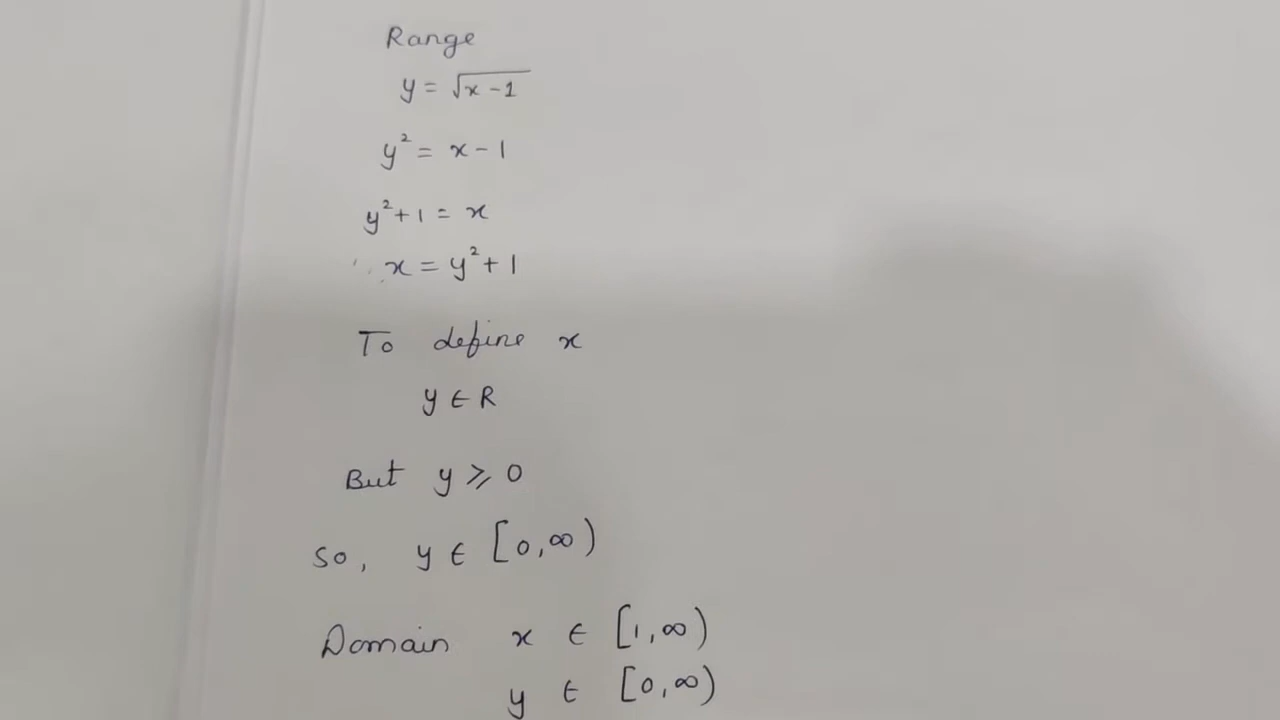 Range
y = √x-1
y² = x-1
y²+1 = x
x = y²+1
To define x
y ∈ R
But y ⩾ 0
So, y ∈ [0,∞)
Domain x ∈ [1,∞)
y ∈ [0,∞)